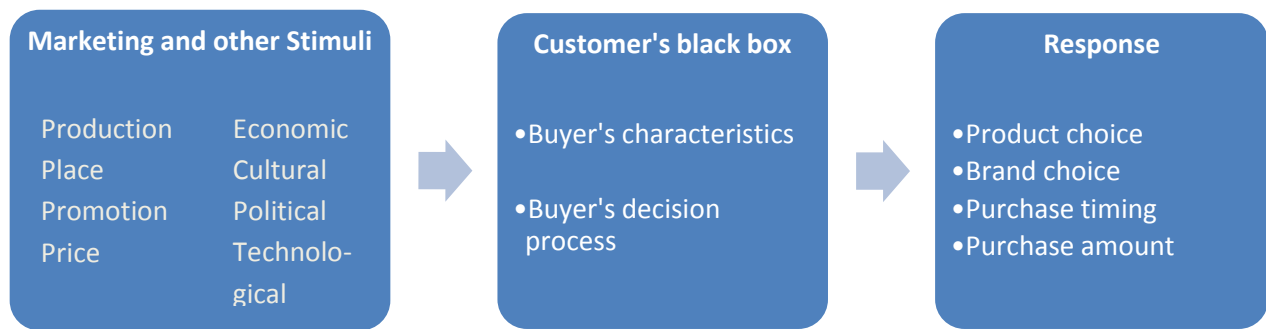 Marketing and other Stimuli
Production
Place
Promotion
Price
Economic
Cultural
Political
Technolo-
gical
Customer's black box
•Buyer's characteristics
•Buyer's decision
process
Response
•Product choice
•Brand choice
•Purchase timing
•Purchase amount